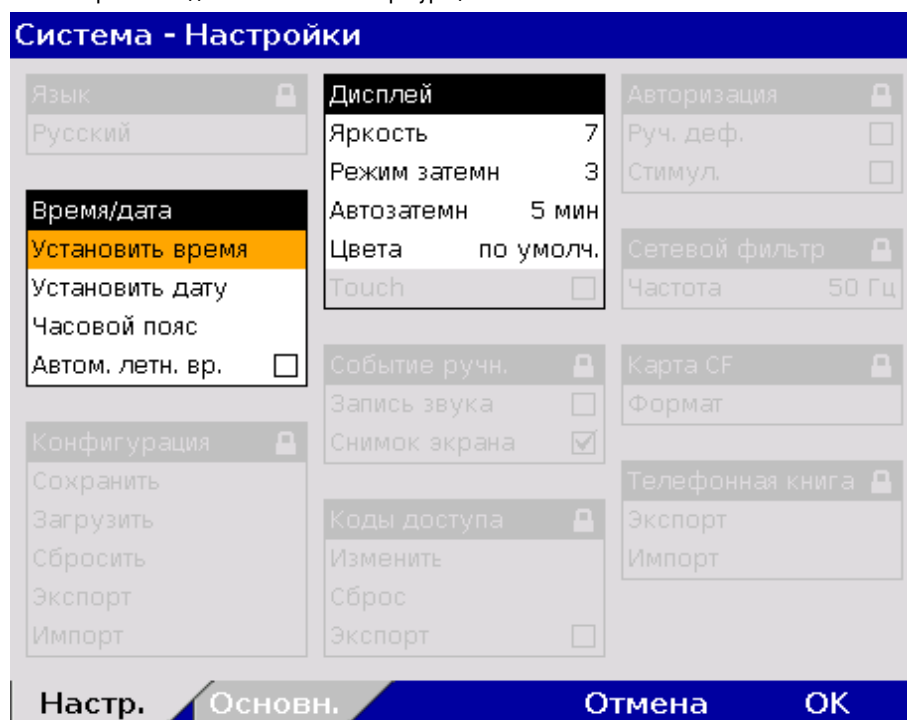 Система - Настройки
Язык
Русский
Время/дата
Установить время
Установить дату
Часовой пояс
Автом. летн. вр.
Конфигурация
Сохранить
Загрузить
Сбросить
Экспорт
Импорт
Дисплей
Яркость 7
Режим затемн 3
Автозатемн 5 мин
Цвета по умолч.
Touch
Событие ручн.
Запись звука
Снимок экрана
Коды доступа
Изменить
Сброс
Экспорт
Авторизация
Руч. деф.
Стимул.
Сетевой фильтр
Частота 50 Гц
Карта CF
Формат
Телефонная книга
Экспорт
Импорт
Настр. Основн. Отмена OK